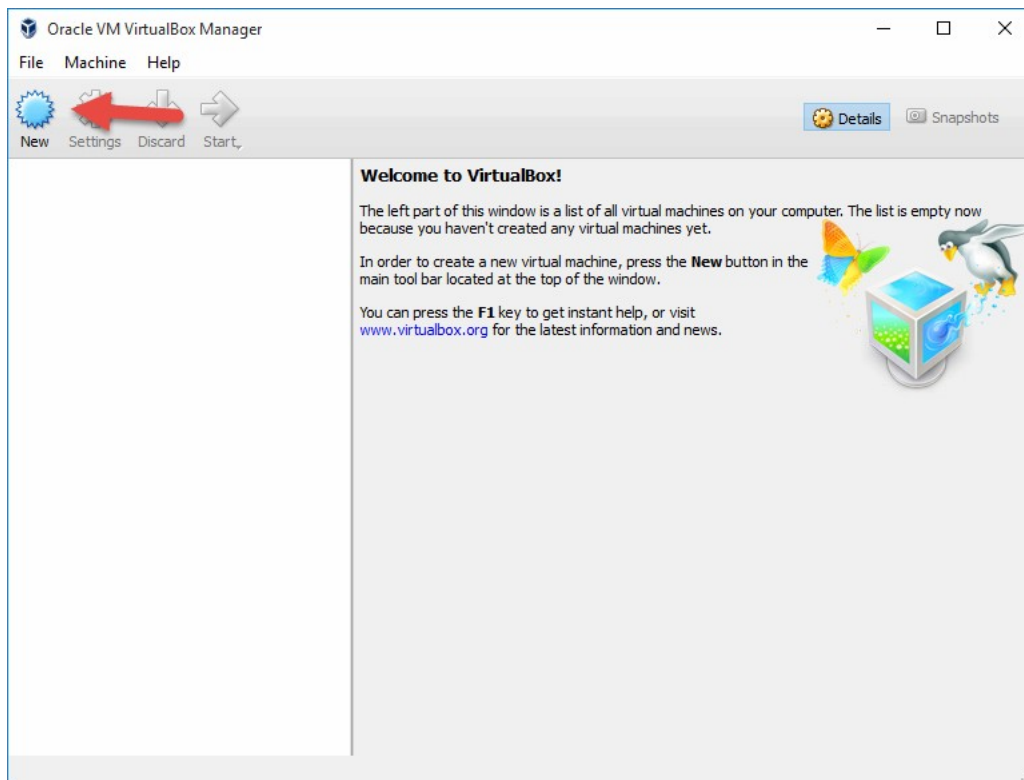 Oracle VM VirtualBox Manager
File Machine Help
New Settings Discard Start
Details Snapshots
Welcome to VirtualBox!
The left part of this window is a list of all virtual machines on your computer. The list is empty now
because you haven't created any virtual machines yet.
In order to create a new virtual machine, press the New button in the
main tool bar located at the top of the window.
You can press the F1 key to get instant help, or visit
www.virtualbox.org for the latest information and news.